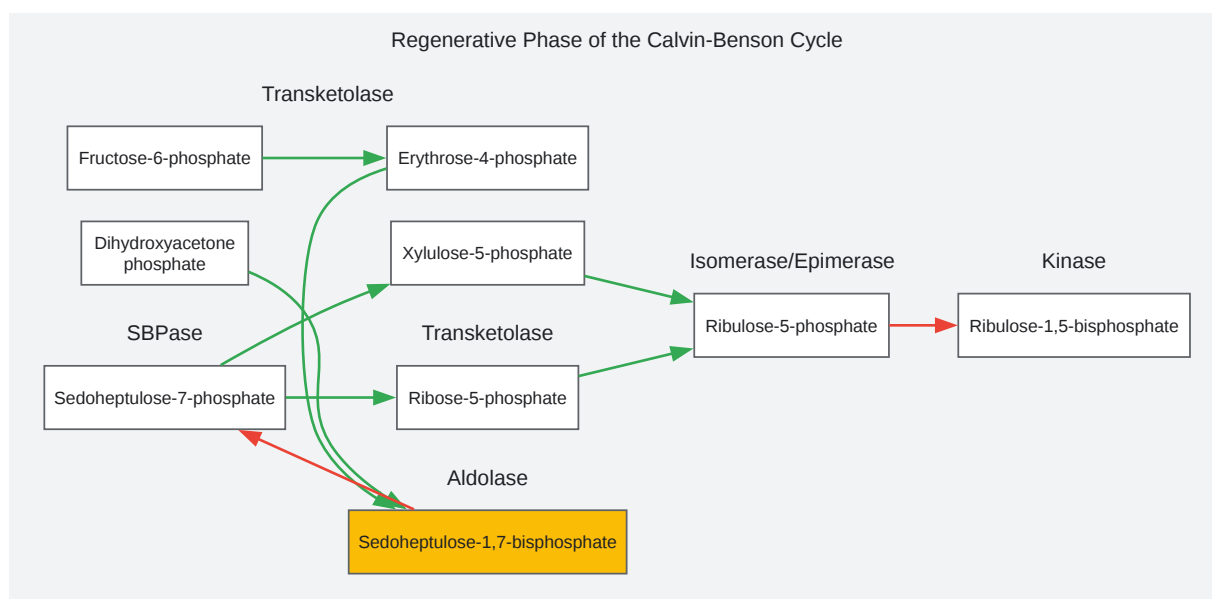 Regenerative Phase of the Calvin-Benson Cycle
Transketolase
Fructose-6-phosphate
Erythrose-4-phosphate
Dihydroxyacetone
phosphate
Xylulose-5-phosphate
Isomerase/Epimerase
Kinase
SBPase
Transketolase
Ribulose-5-phosphate
Ribulose-1,5-bisphosphate
Sedoheptulose-7-phosphate
Ribose-5-phosphate
Aldolase
Sedoheptulose-1,7-bisphosphate